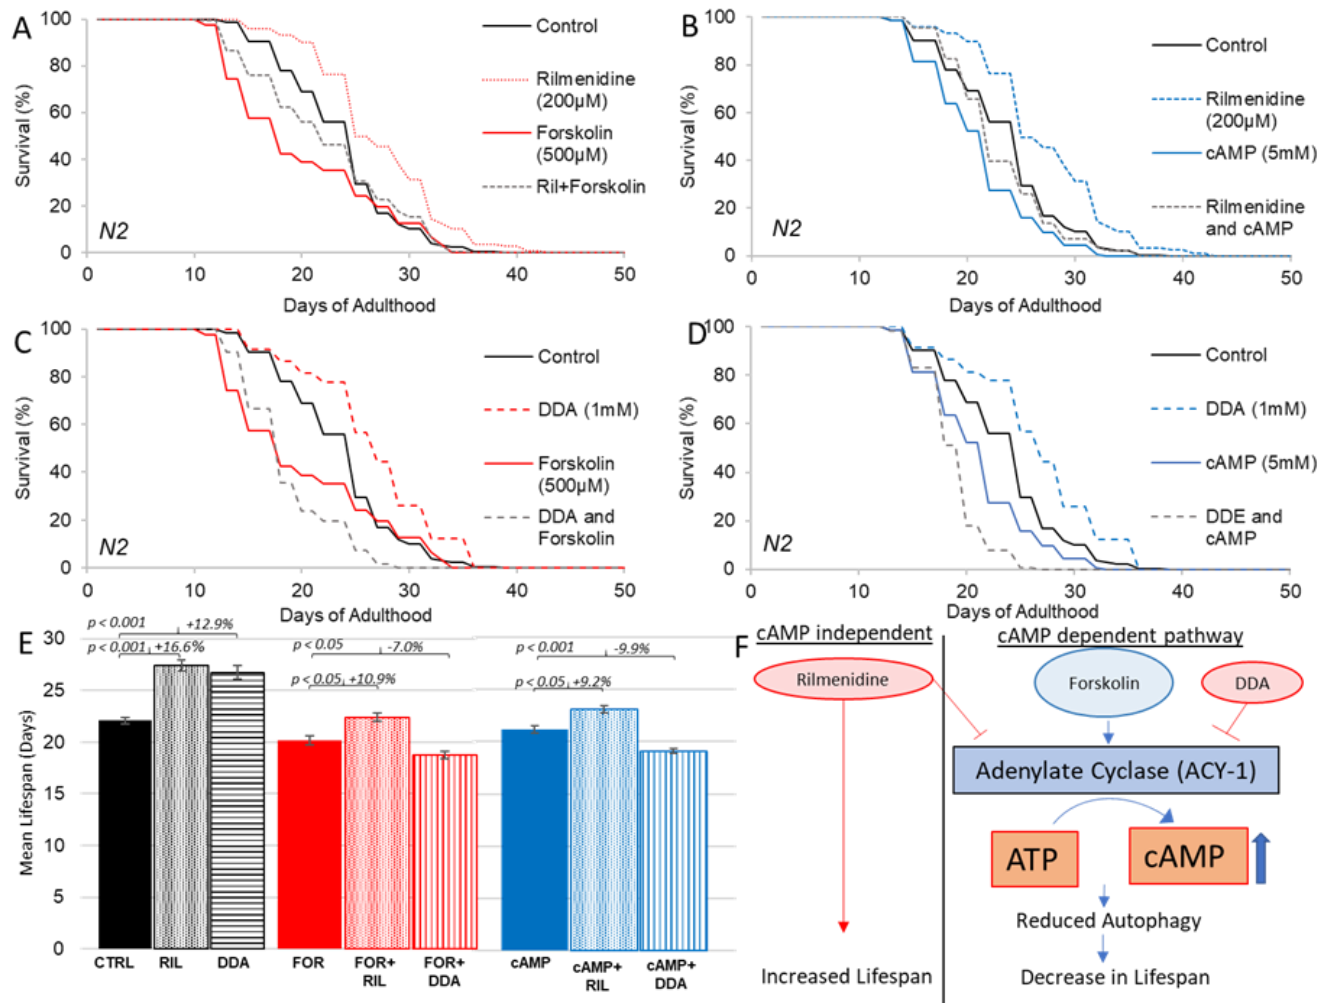 A
Survival (%)
100
80
60
40
20
0
0 10 20 30 40 50
Days of Adulthood
N2
Control
Rilmenidine
(200µM)
Forskolin
(500µM)
Ril+Forskolin
B
Survival (%)
100
80
60
40
20
0
0 10 20 30 40 50
Days of Adulthood
N2
Control
Rilmenidine
(200µM)
cAMP (5mM)
Rilmenidine
and cAMP
C
Survival (%)
100
80
60
40
20
0
0 10 20 30 40 50
Days of Adulthood
N2
Control
DDA (1mM)
Forskolin
(500µM)
DDA and
Forskolin
D
Survival (%)
100
80
60
40
20
0
0 10 20 30 40 50
Days of Adulthood
N2
Control
DDA (1mM)
cAMP (5mM)
DDE and
cAMP
E
Mean Lifespan (Days)
30
25
20
15
10
5
0
p < 0.001 +12.9%
p < 0.001 +16.6%
p < 0.05 -7.0%
p < 0.05 +10.9%
p < 0.001 -9.9%
p < 0.05 +9.2%
CTRL RIL DDA FOR FOR+ FOR+ cAMP cAMP+ cAMP+
RIL DDA RIL DDA
F
cAMP independent
cAMP dependent pathway
Rilmenidine
Forskolin
DDA
Adenylate Cyclase (ACY-1)
ATP
cAMP
Reduced Autophagy
Increased Lifespan
Decrease in Lifespan